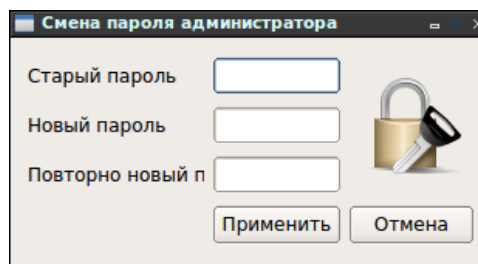 Смена пароля администратора
Старый пароль
Новый пароль
Повторно новый п
Применить Отмена